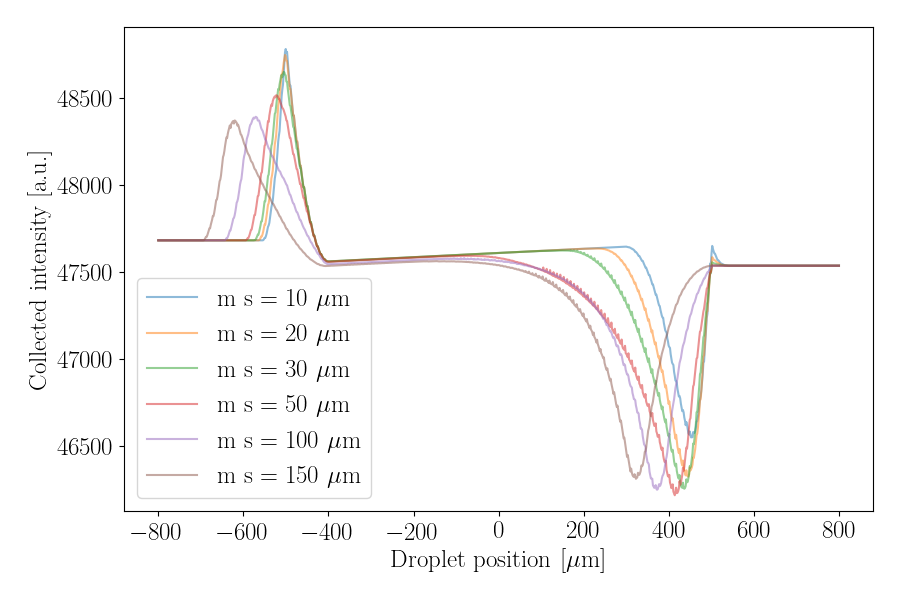 48500
48000
47500
47000
46500
Collected intensity [a.u.]
m s = 10 μm
m s = 20 μm
m s = 30 μm
m s = 50 μm
m s = 100 μm
m s = 150 μm
−800 −600 −400 −200 0 200 400 600 800
Droplet position [μm]